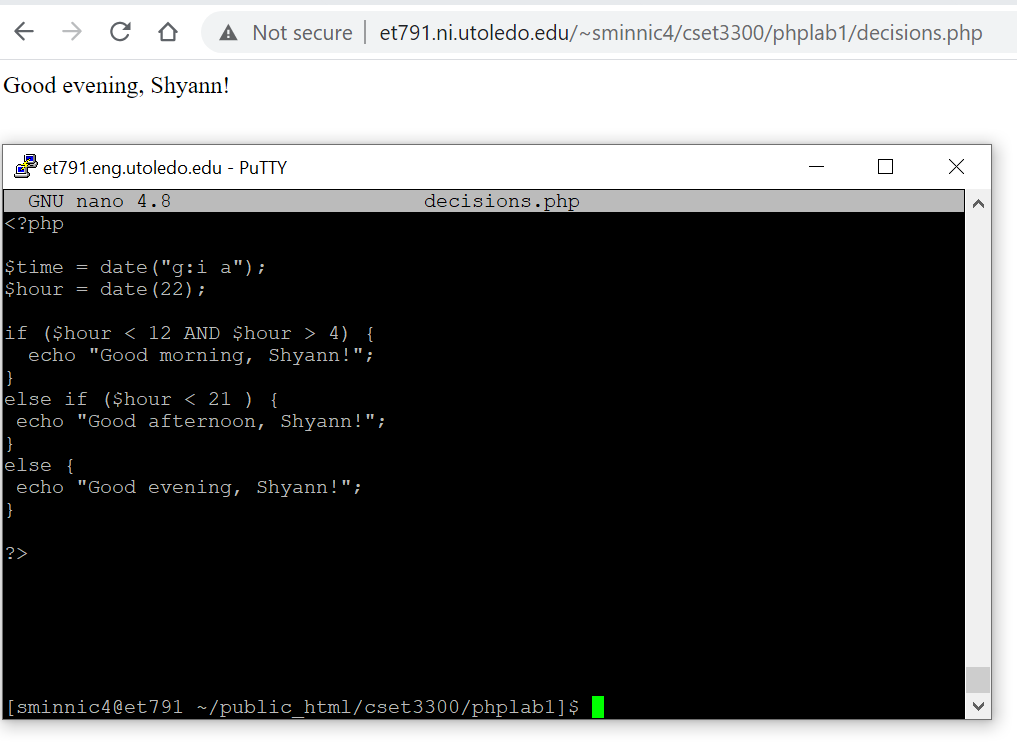 Not secure | et791.ni.utoledo.edu/~sminnic4/cset3300/phplab1/decisions.php
Good evening, Shyann!
et791.eng.utoledo.edu - PuTTY
GNU nano 4.8 decisions.php
<?php
$time = date("g:i a");
$hour = date(22);
if ($hour < 12 AND $hour > 4) {
echo "Good morning, Shyann!";
}
else if ($hour < 21 ) {
echo "Good afternoon, Shyann!";
}
else {
echo "Good evening, Shyann!";
}
?>
[sminnic4@et791 ~/public_html/cset3300/phplab1]$